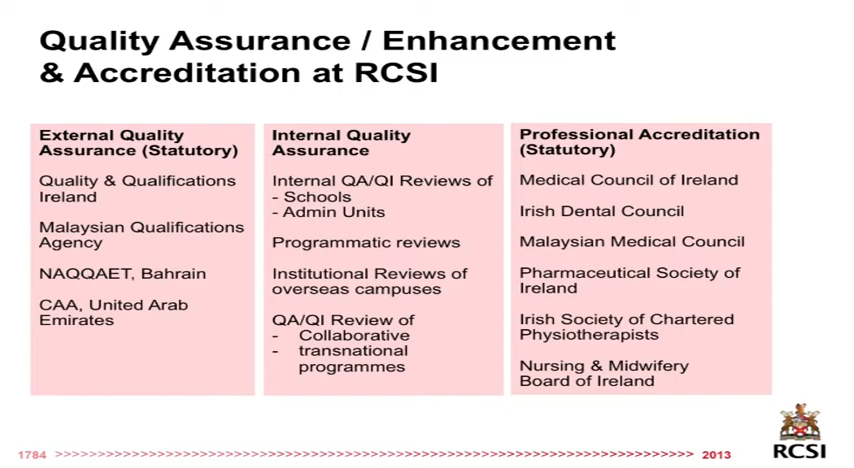 Quality Assurance / Enhancement
& Accreditation at RCSI
External Quality
Assurance (Statutory)
Quality & Qualifications
Ireland
Malaysian Qualifications
Agency
NAQQAET, Bahrain
CAA, United Arab
Emirates
Internal Quality
Assurance
Internal QA/QI Reviews of
- Schools
- Admin Units
Programmatic reviews
Institutional Reviews of
overseas campuses
QA/QI Review of
- Collaborative
- transnational
programmes
Professional Accreditation
(Statutory)
Medical Council of Ireland
Irish Dental Council
Malaysian Medical Council
Pharmaceutical Society of
Ireland
Irish Society of Chartered
Physiotherapists
Nursing & Midwifery
Board of Ireland
1784 >>>>>>>>>>>>>>>>>>>>>>>>>>>>>>>>>>>>>>>>>>>>>>>>>>>>>>>>>>>>>>>>>>>>>>>>>>>>>>>> 2013
RCSI